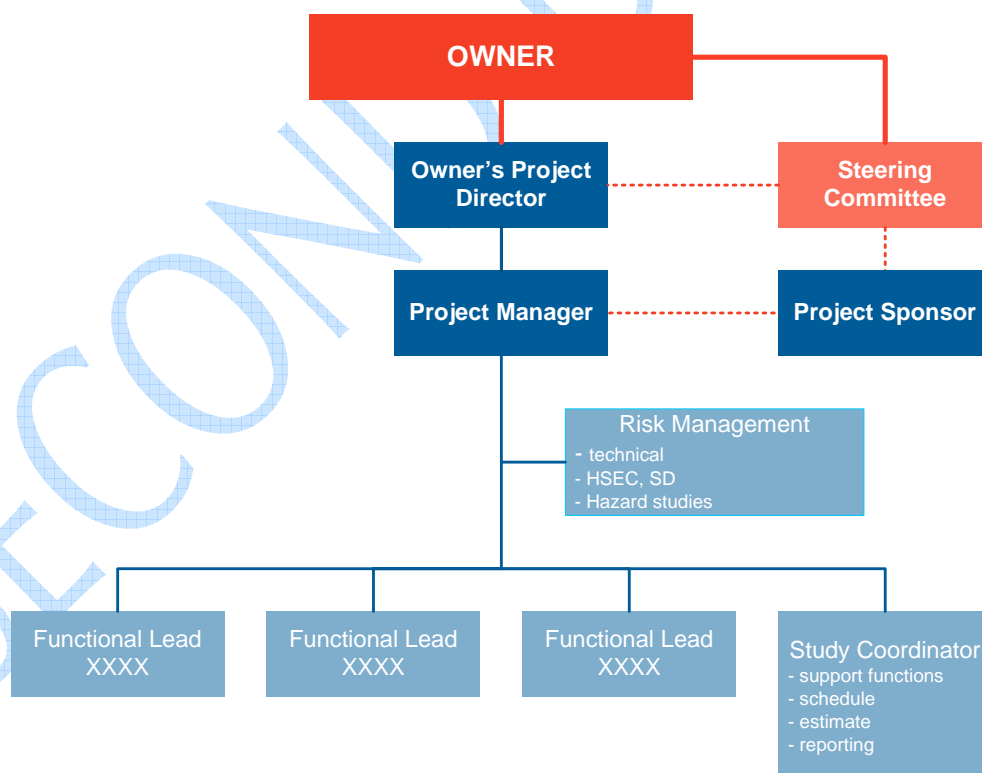 OWNER
Owner's Project
Director
Steering
Committee
Project Manager
Project Sponsor
Risk Management
- technical
- HSEC, SD
- Hazard studies
Functional Lead
XXXX
Functional Lead
XXXX
Functional Lead
XXXX
Study Coordinator
- support functions
- schedule
- estimate
- reporting